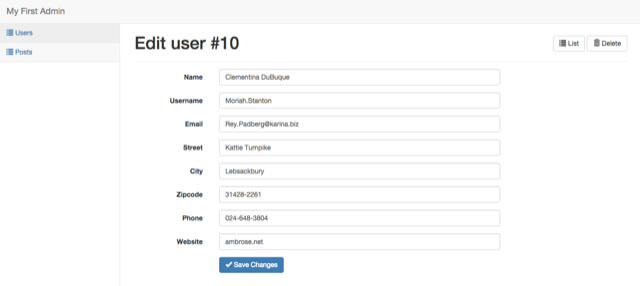 My First Admin
Users
Posts
Edit user #10
List
Delete
Name
Clementina DuBuque
Username
Moriah.Stanton
Email
Rey.Padberg@karina.biz
Street
Kattie Turnpike
City
Lebsackbury
Zipcode
31428-2261
Phone
024-648-3804
Website
ambrose.net
Save Changes